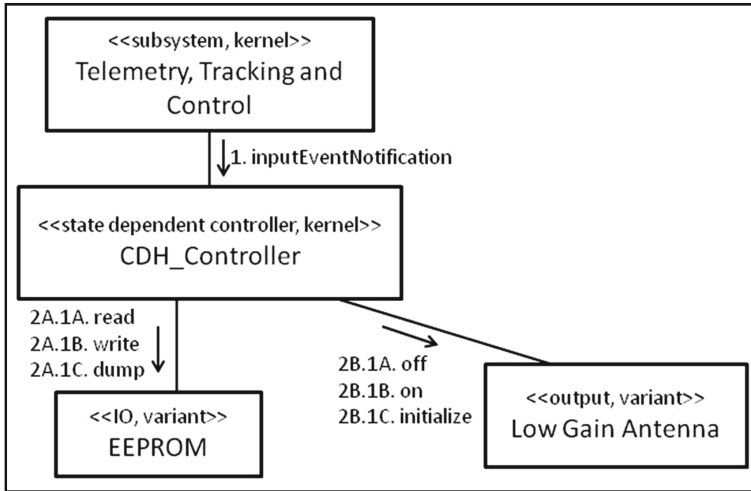 <<subsystem, kernel>>
Telemetry, Tracking and
Control
1. inputEventNotification
<<state dependent controller, kernel>>
CDH_Controller
2A.1A. read
2A.1B. write
2A.1C. dump
2B.1A. off
2B.1B. on
2B.1C. initialize
<<IO, variant>>
EEPROM
<<output, variant>>
Low Gain Antenna